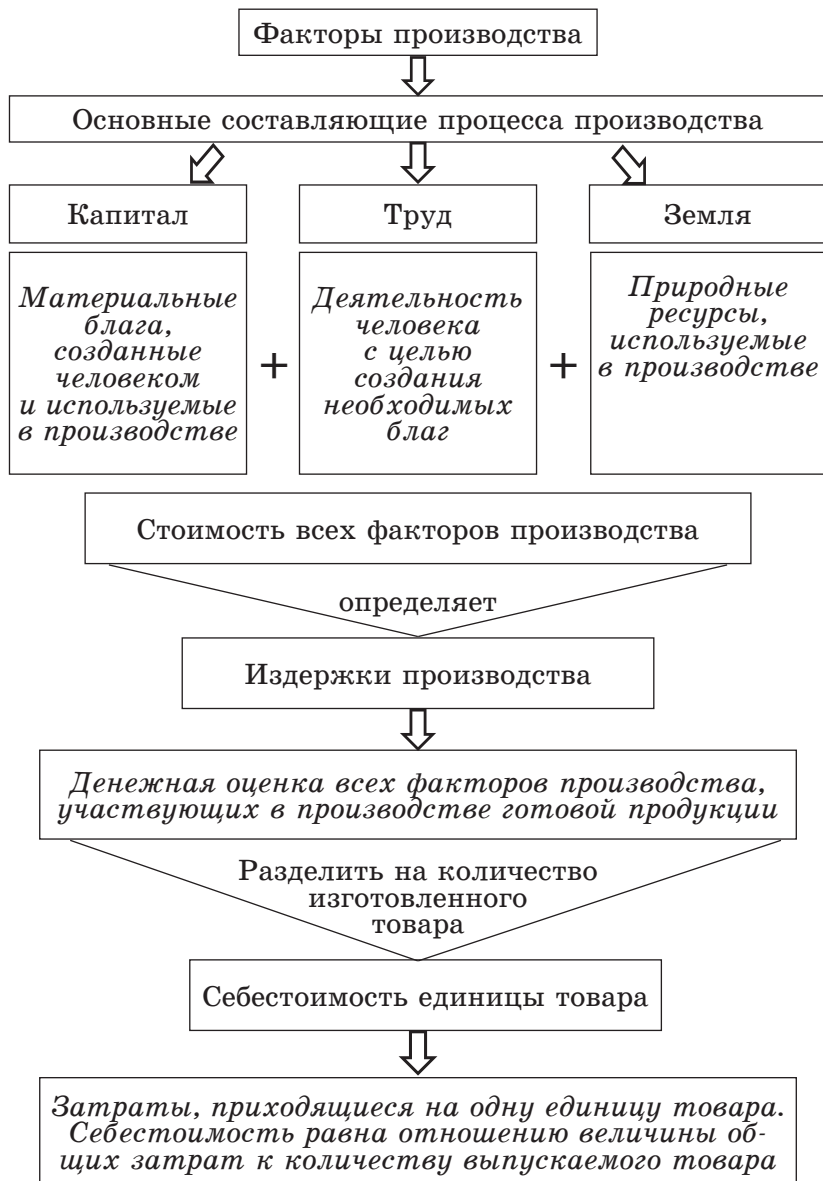 Факторы производства
Основные составляющие процесса производства
Капитал
Труд
Земля
Материальные
блага,
созданные
человеком
и используемые
в производстве
+
Деятельность
человека
с целью
создания
необходимых
благ
+
Природные
ресурсы,
используемые
в производстве
Стоимость всех факторов производства
определяет
Издержки производства
Денежная оценка всех факторов производства,
участвующих в производстве готовой продукции
Разделить на количество
изготовленного
товара
Себестоимость единицы товара
Затраты, приходящиеся на одну единицу товара.
Себестоимость равна отношению величины об-
щих затрат к количеству выпускаемого товара